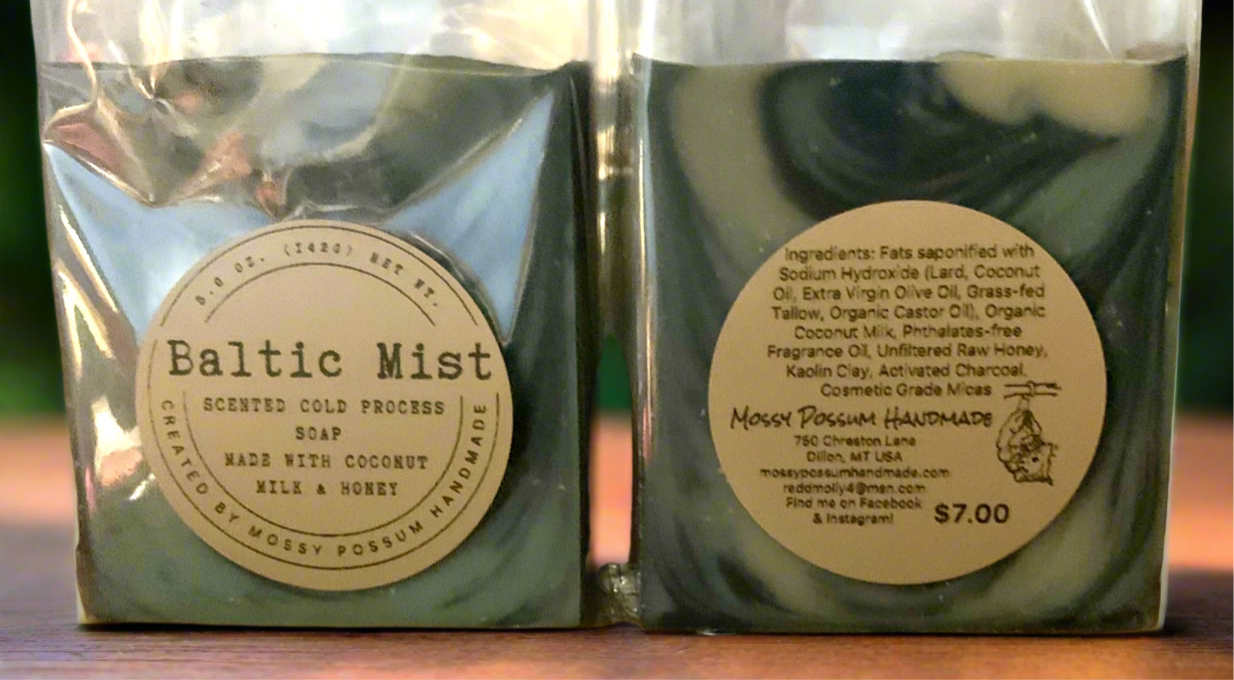 5.0 OZ. (142G) NET WT.
Baltic Mist
SCENTED COLD PROCESS
SOAP
MADE WITH COCONUT
MILK & HONEY
CREATED BY MOSSY POSSUM HANDMADE
Ingredients: Fats saponified with
Sodium Hydroxide (Lard, Coconut
Oil, Extra Virgin Olive Oil, Grass-fed
Tallow, Organic Castor Oil), Organic
Coconut Milk, Phthalates-free
Fragrance Oil, Unfiltered Raw Honey,
Kaolin Clay, Activated Charcoal,
Cosmetic Grade Micas
MOSSY POSSUM HANDMADE
750 Chreston Lane
Dillon, MT USA
mossypossumhandmade.com
reddmolly4@msn.com
Find me on Facebook
& Instagram!
$7.00